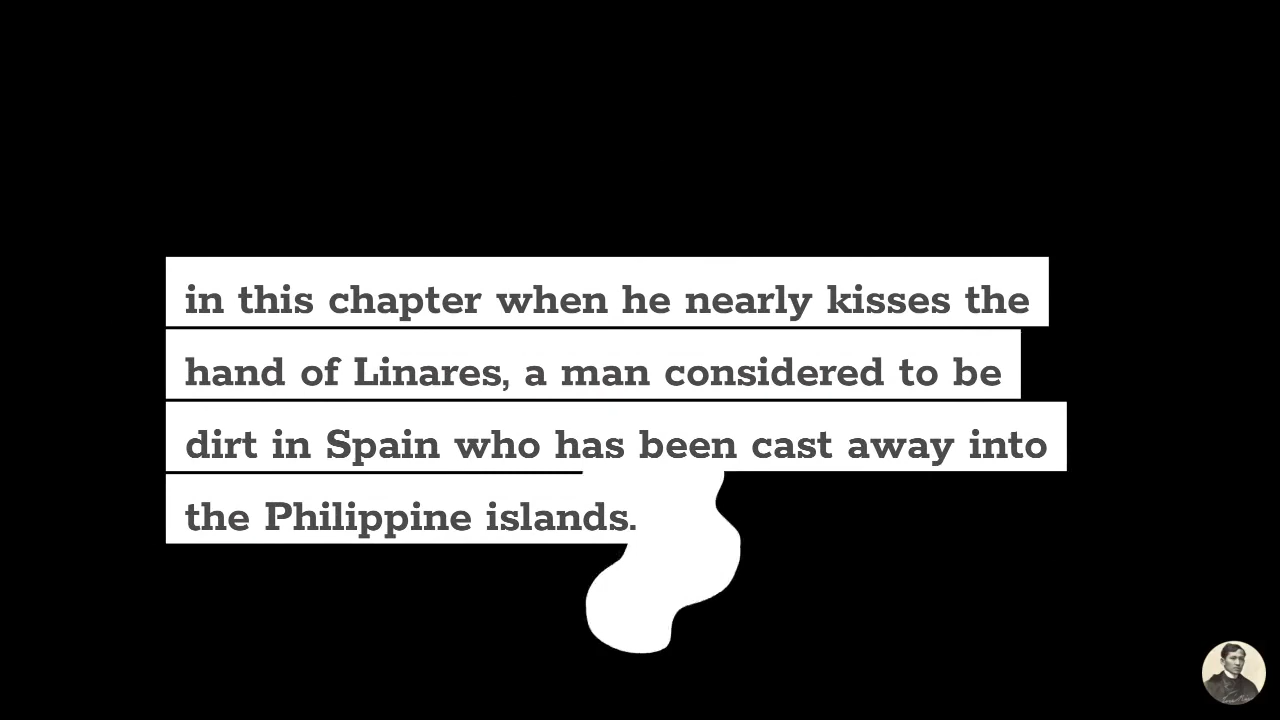 in this chapter when he nearly kisses the
hand of Linares, a man considered to be
dirt in Spain who has been cast away into
the Philippine islands.